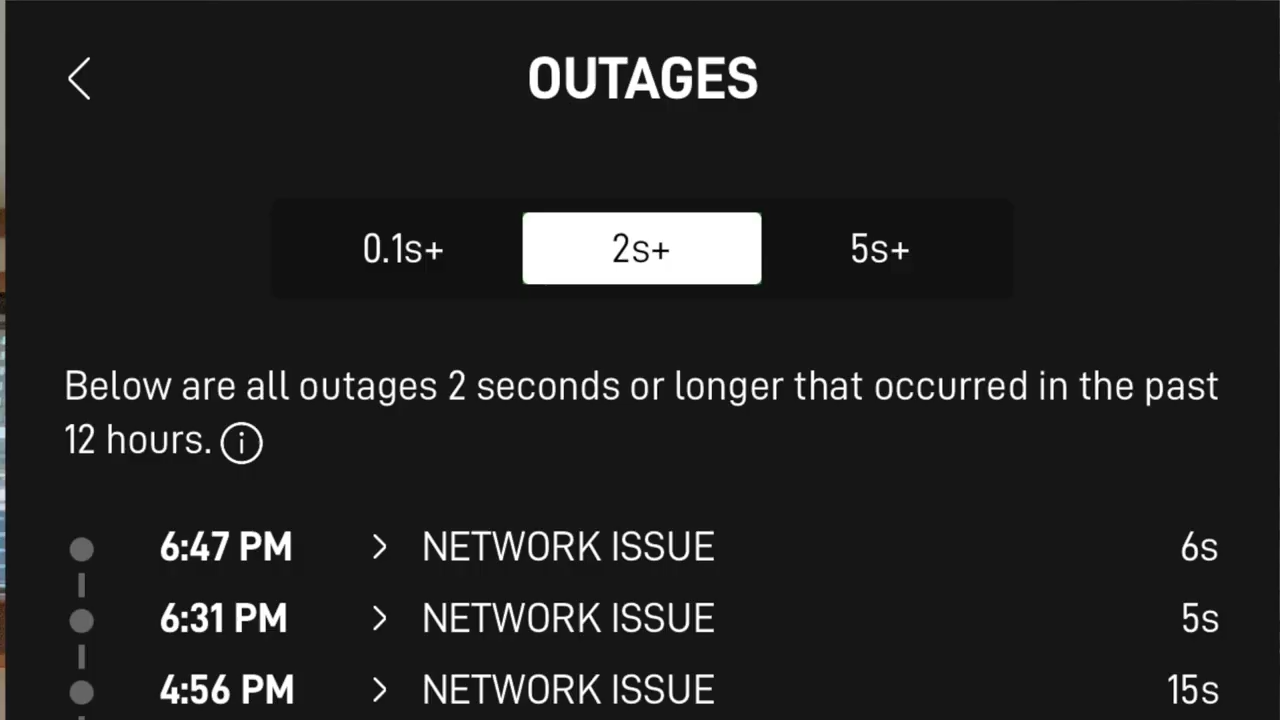 OUTAGES
0.1s+ 2s+ 5s+
Below are all outages 2 seconds or longer that occurred in the past
12 hours. i
6:47 PM > NETWORK ISSUE 6s
6:31 PM > NETWORK ISSUE 5s
4:56 PM > NETWORK ISSUE 15s